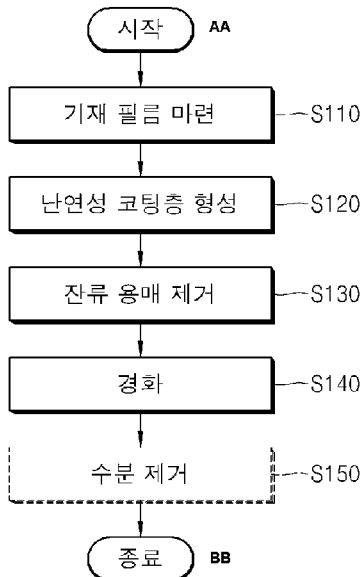 시작 AA
기재 필름 마련 S110
난연성 코팅층 형성 S120
잔류 용매 제거 S130
경화 S140
수분 제거 S150
종료 BB